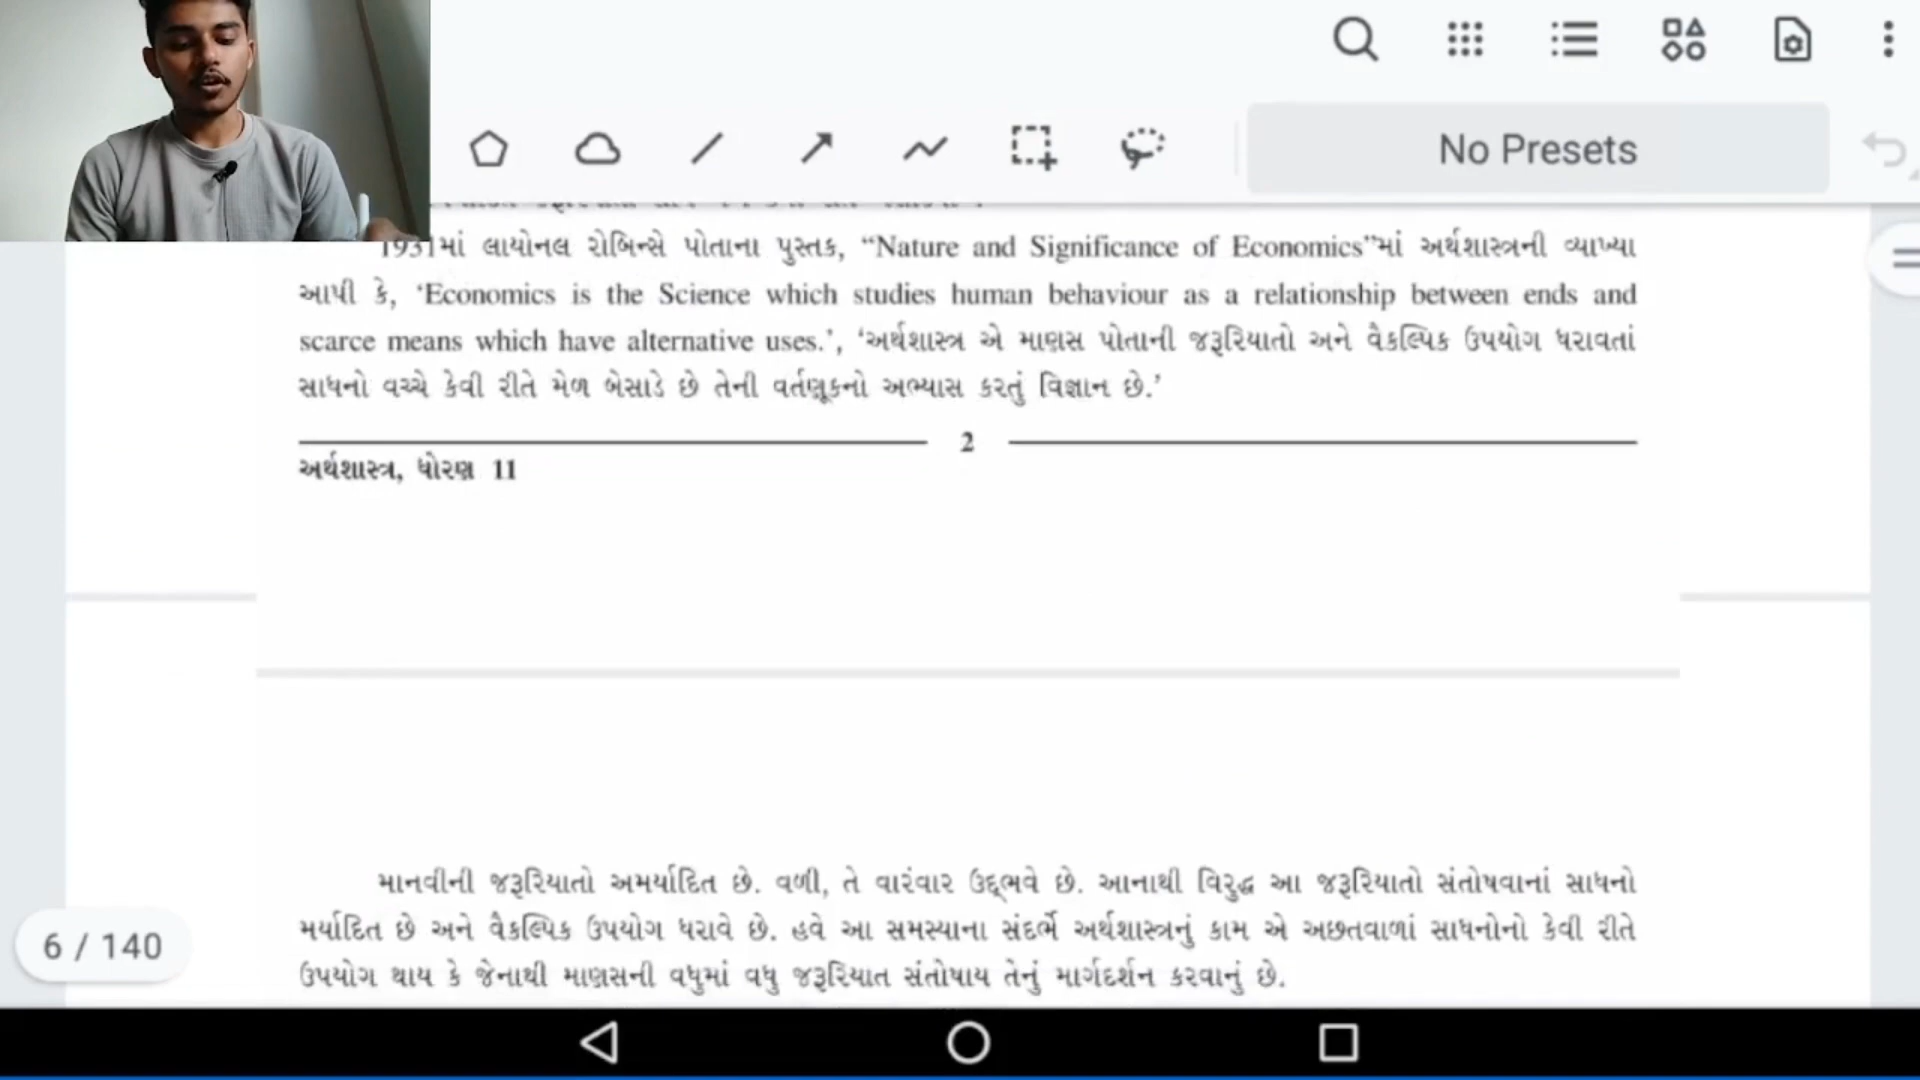 No Presets
1931માં લાયોનલ રોબિન્સે પોતાના પુસ્તક, “Nature and Significance of Economics”માં અર્થશાસ્ત્રની વ્યાખ્યા
આપી કે, ‘Economics is the Science which studies human behaviour as a relationship between ends and
scarce means which have alternative uses.’, ‘અર્થશાસ્ત્ર એ માણસ પોતાની જરૂરિયાતો અને વૈકલ્પિક ઉપયોગ ધરાવતાં
સાધનો વચ્ચે કેવી રીતે મેળ બેસાડે છે તેની વર્તણૂકનો અભ્યાસ કરતું વિજ્ઞાન છે.’
2
અર્થશાસ્ત્ર, ધોરણ 11
માનવીની જરૂરિયાતો અમર્યાદિત છે. વળી, તે વારંવાર ઉદ્ભવે છે. આનાથી વિરુદ્ધ આ જરૂરિયાતો સંતોષવાનાં સાધનો
મર્યાદિત છે અને વૈકલ્પિક ઉપયોગ ધરાવે છે. હવે આ સમસ્યાના સંદર્ભે અર્થશાસ્ત્રનું કામ એ અછતવાળાં સાધનોનો કેવી રીતે
ઉપયોગ થાય કે જેનાથી માણસની વધુમાં વધુ જરૂરિયાત સંતોષાય તેનું માર્ગદર્શન કરવાનું છે.
6 / 140